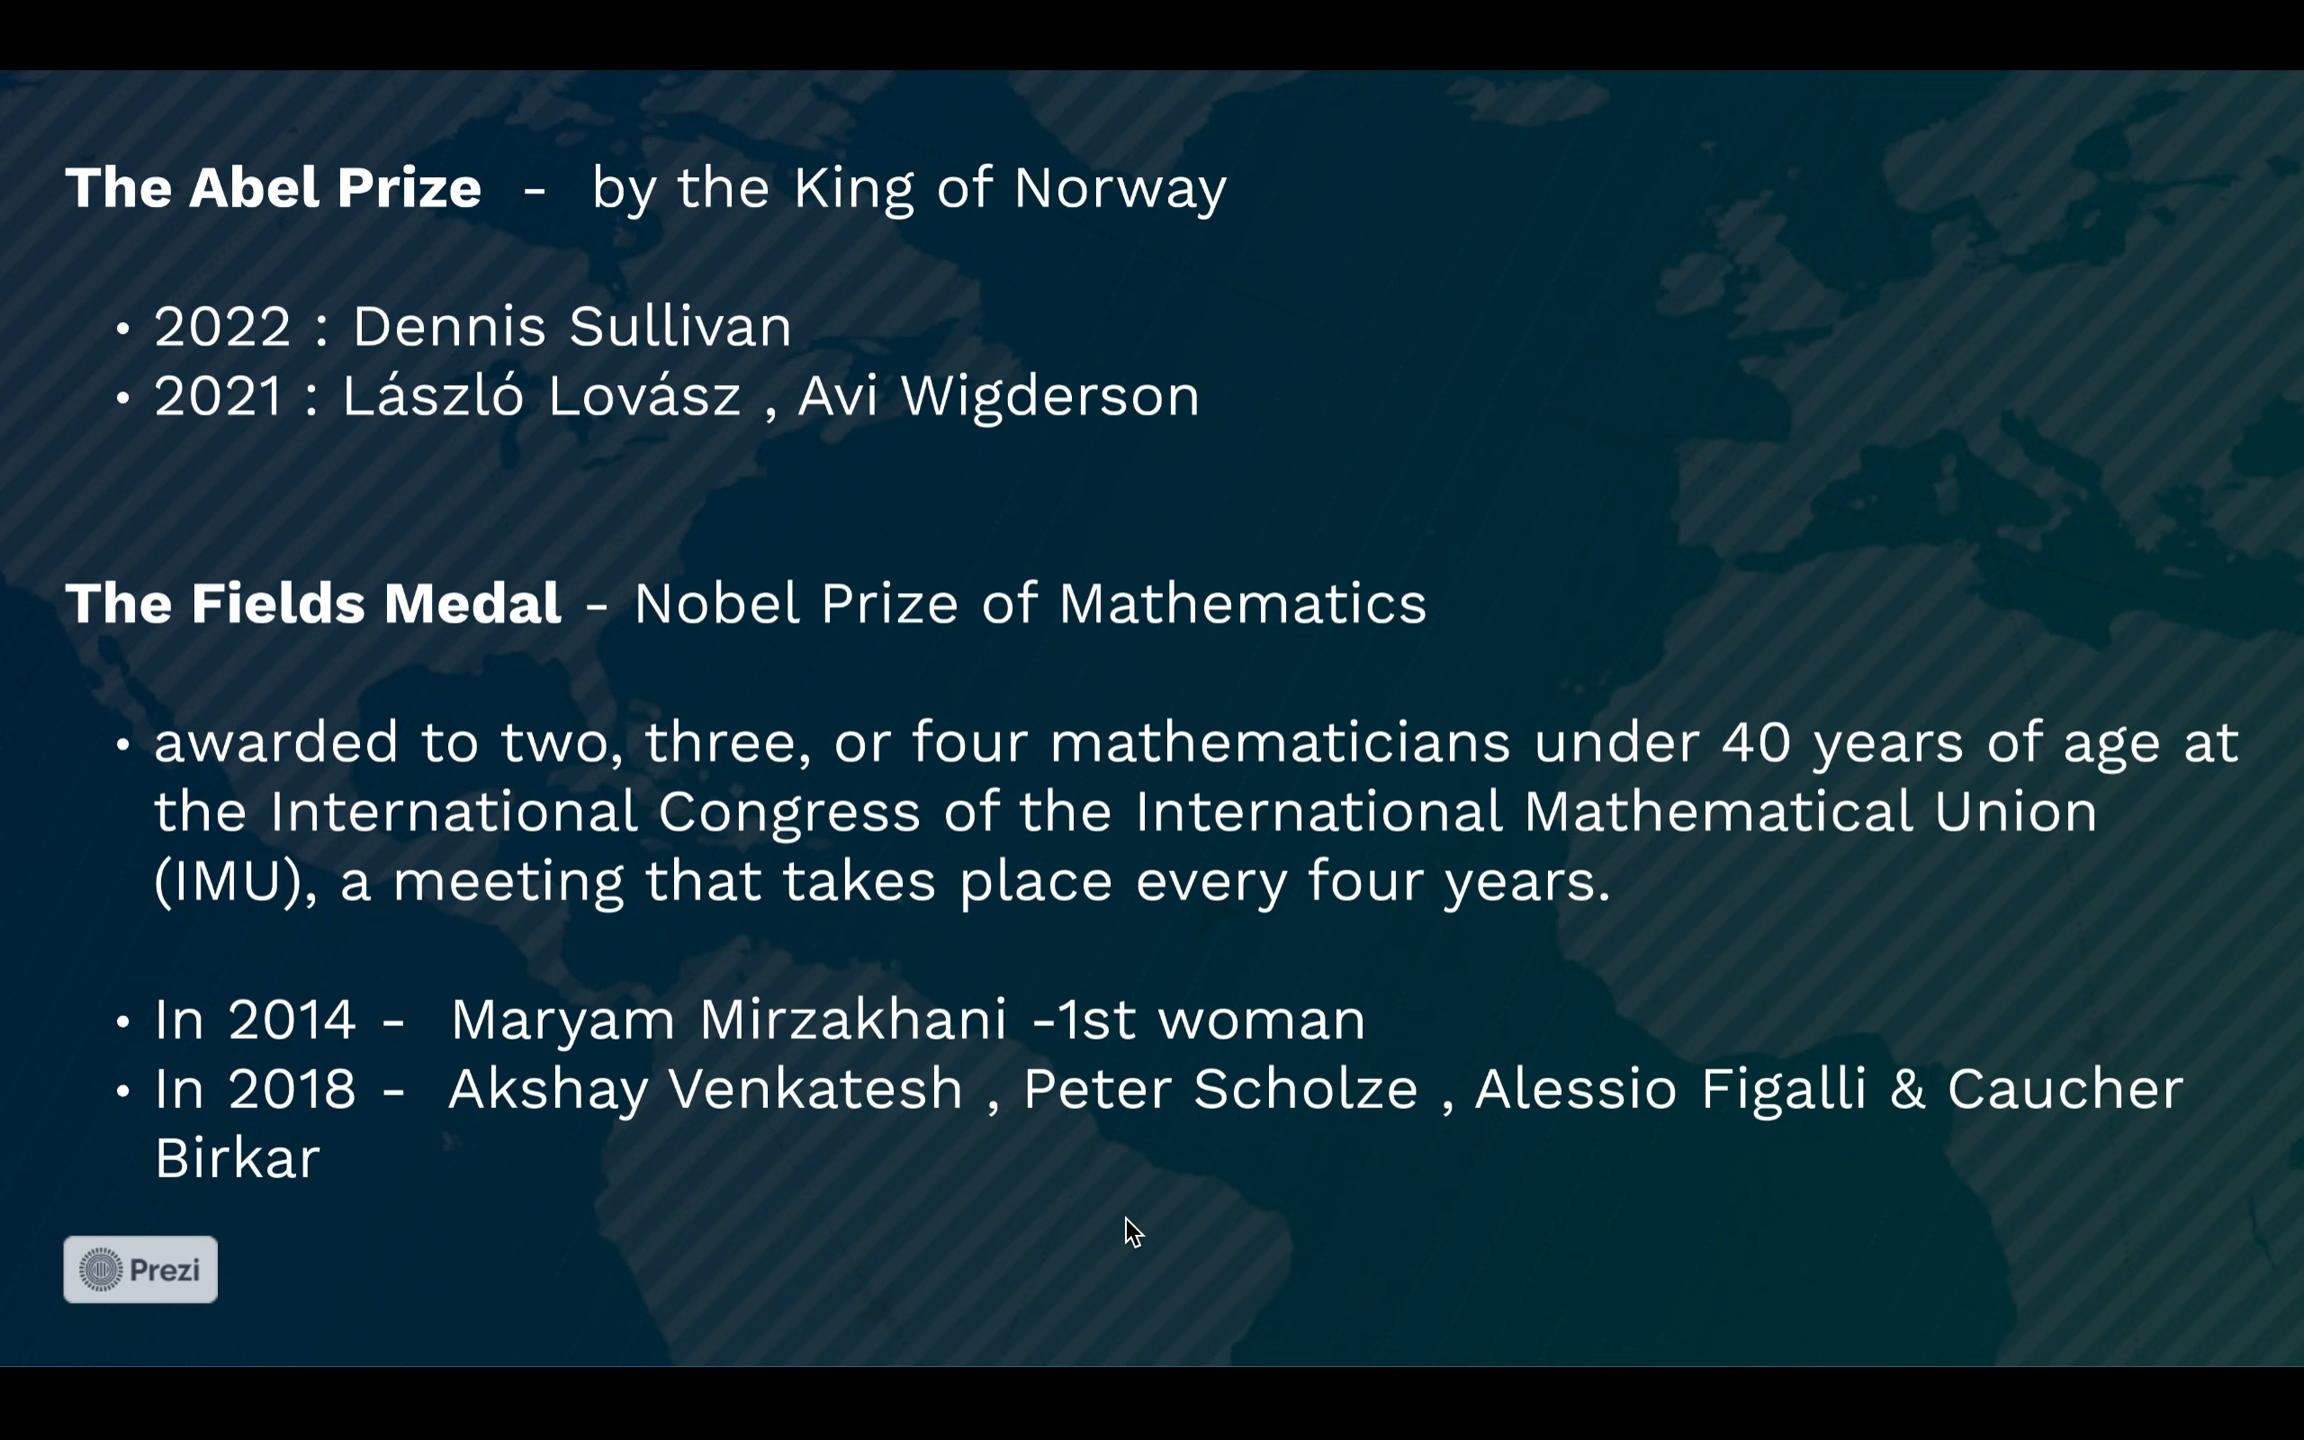 The Abel Prize - by the King of Norway
• 2022 : Dennis Sullivan
• 2021 : László Lovász , Avi Wigderson
The Fields Medal - Nobel Prize of Mathematics
• awarded to two, three, or four mathematicians under 40 years of age at
the International Congress of the International Mathematical Union
(IMU), a meeting that takes place every four years.
• In 2014 - Maryam Mirzakhani -1st woman
• In 2018 - Akshay Venkatesh , Peter Scholze , Alessio Figalli & Caucher
Birkar
Prezi